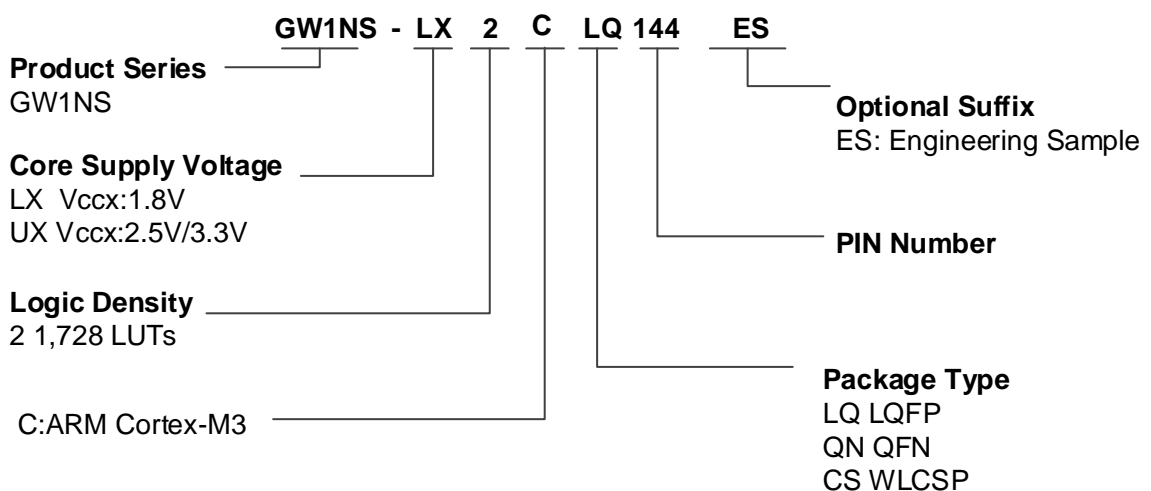 GW1NS - LX 2 C LQ 144 ES
Product Series
GW1NS
Core Supply Voltage
LX Vccx:1.8V
UX Vccx:2.5V/3.3V
Logic Density
2 1,728 LUTs
C:ARM Cortex-M3
Optional Suffix
ES: Engineering Sample
PIN Number
Package Type
LQ LQFP
QN QFN
CS WLCSP